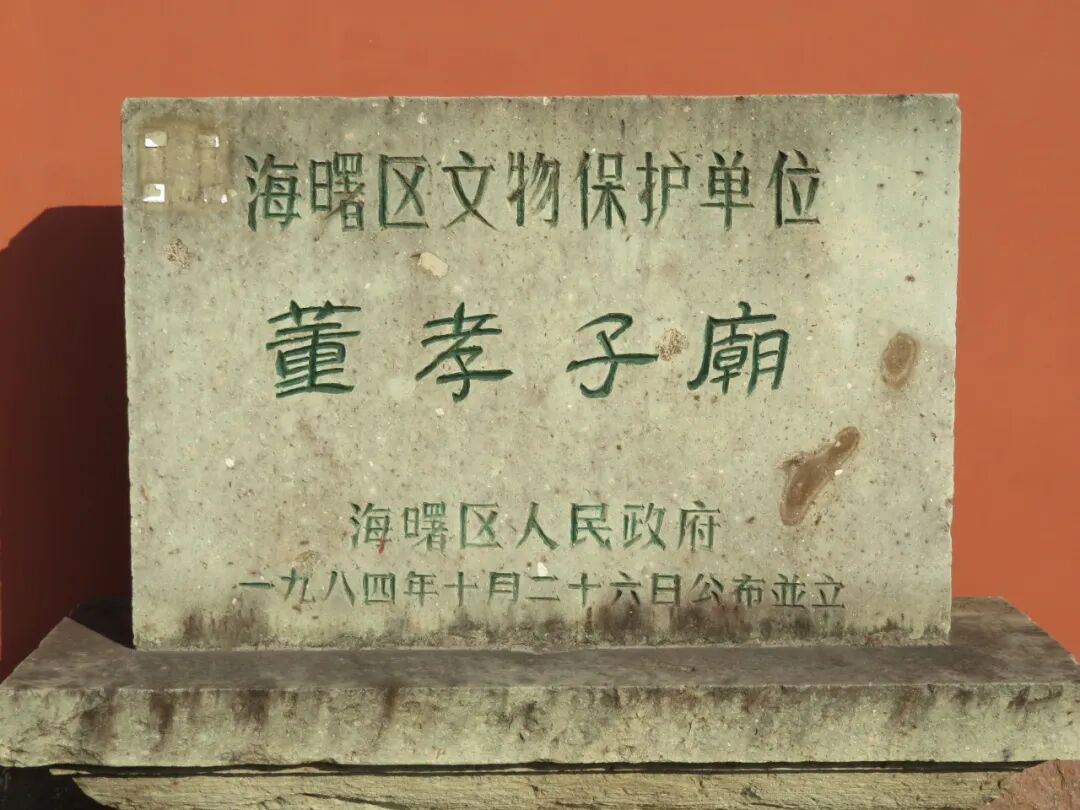 海曙区文物保护单位
董孝子廟
海曙区人民政府
一九八四年十月二十六日公布並立